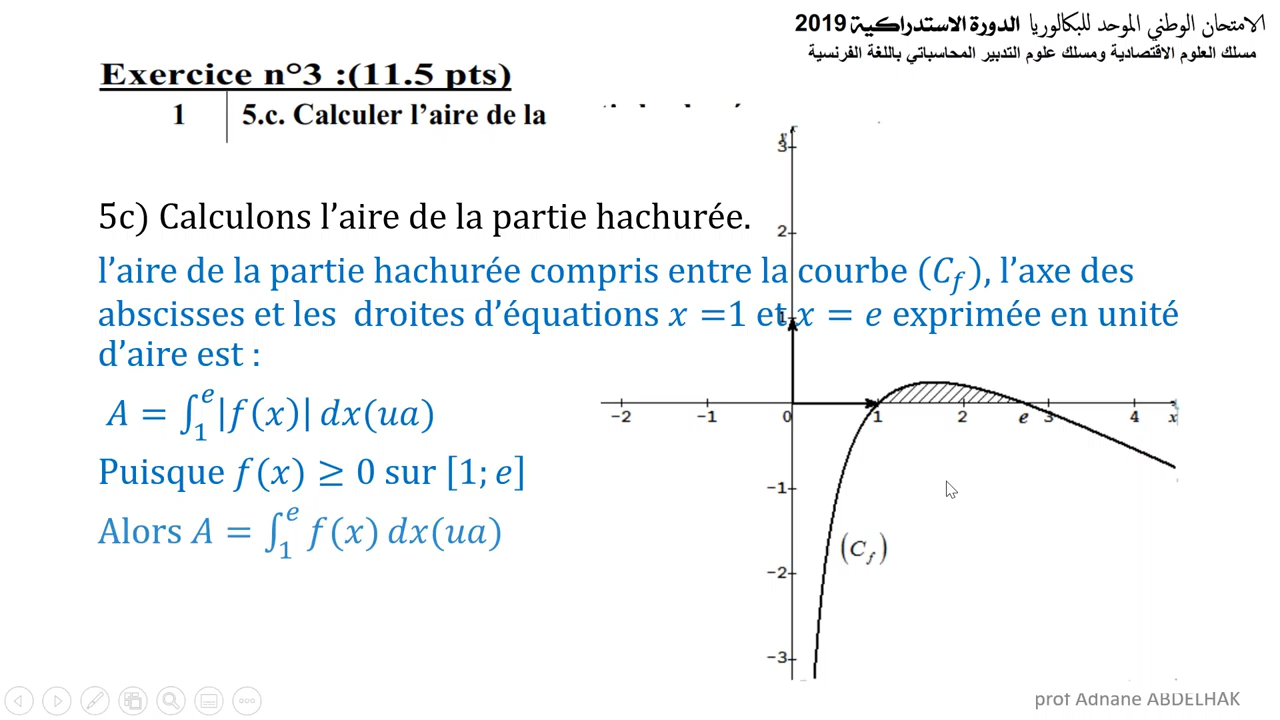 الامتحان الوطني الموحد للبكالوريا الدورة الاستدراكية 2019
مسلك العلوم الاقتصادية ومسلك علوم التدبير المحاسباتي باللغة الفرنسية
Exercice n°3 :(11.5 pts)
1 5.c. Calculer l'aire de la
5c) Calculons l'aire de la partie hachurée.
l'aire de la partie hachurée compris entre la courbe (C_f), l'axe des
abscisses et les droites d'équations x =1 et x = e exprimée en unité
d'aire est :
A = ∫_1^e |f(x)| dx(ua)
Puisque f(x) ≥ 0 sur [1; e]
Alors A = ∫_1^e f(x) dx(ua)
y
3
2
1
-2 -1 0 1 2 e 3 4 x
-1
(C_f)
-2
-3
prof Adnane ABDELHAK